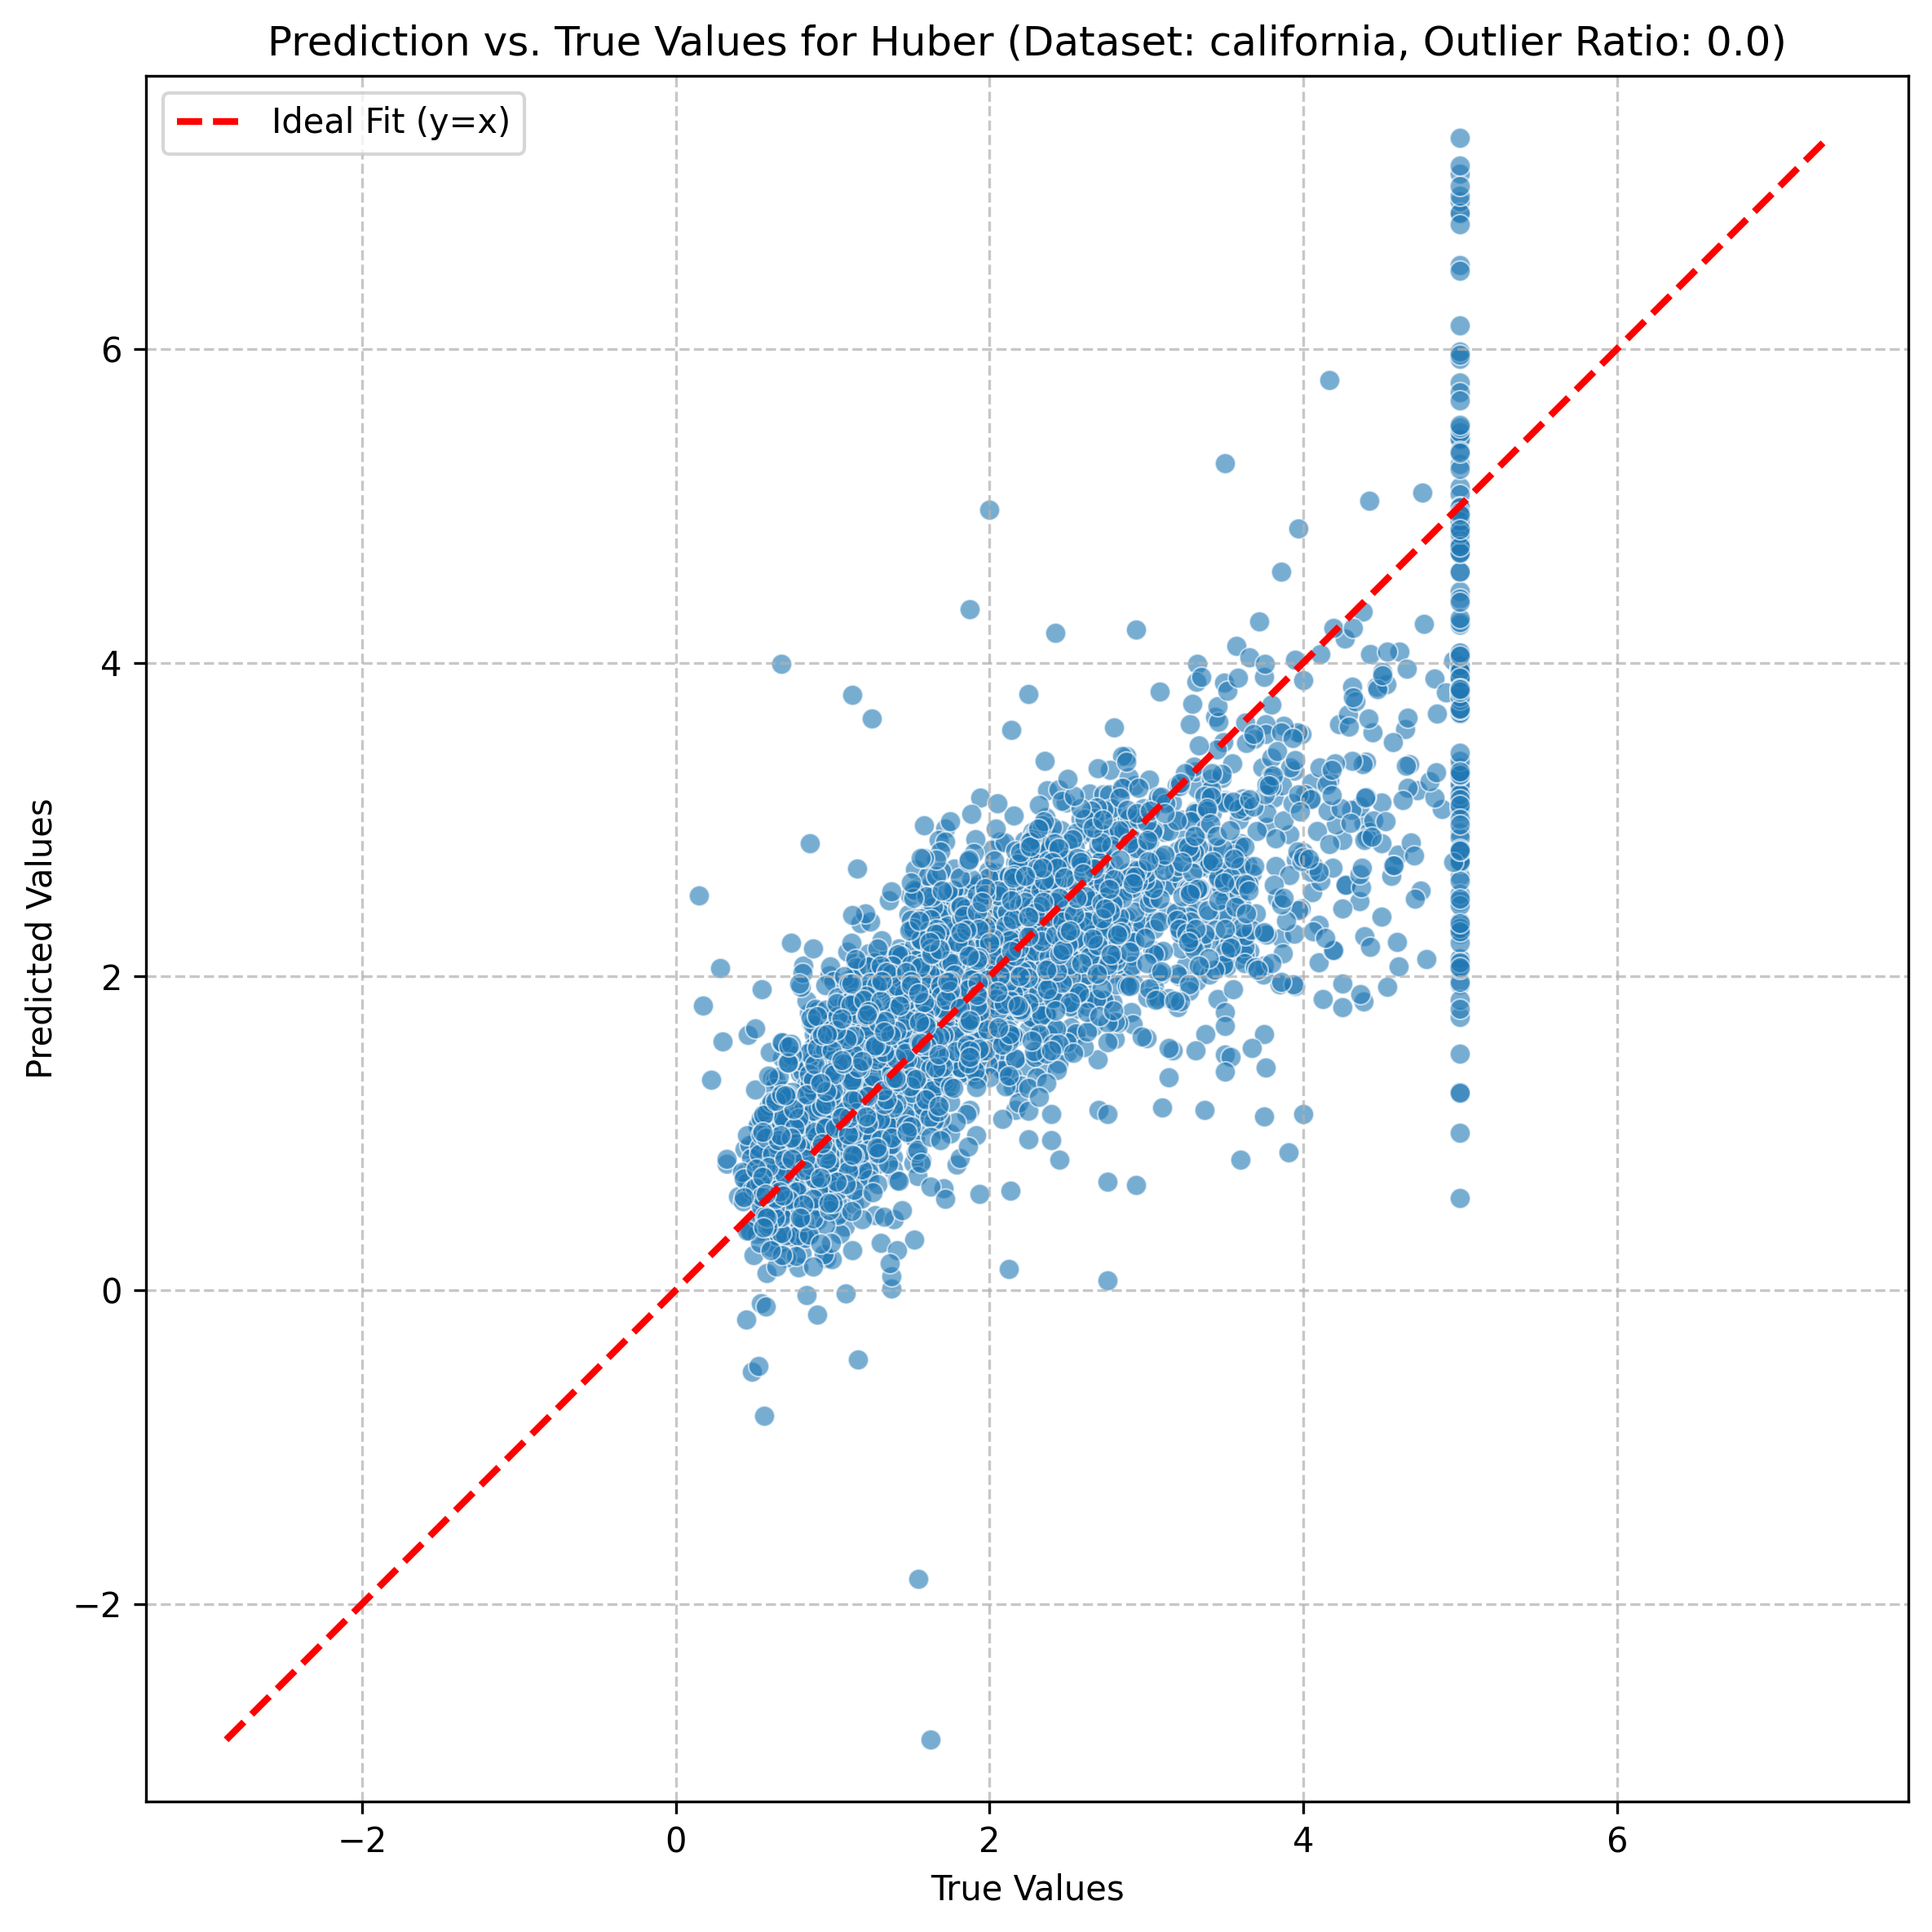 Prediction vs. True Values for Huber (Dataset: california, Outlier Ratio: 0.0)
Ideal Fit (y=x)
Predicted Values
6
4
2
0
−2
−2
0
2
4
6
True Values